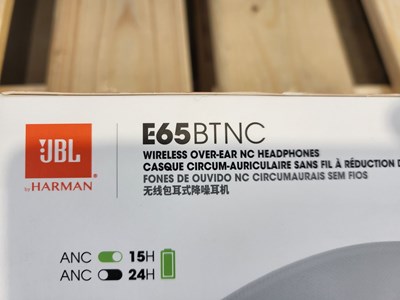 JBL
by HARMAN
E65BTNC
WIRELESS OVER-EAR NC HEADPHONES
CASQUE CIRCUM-AURICULAIRE SANS FIL À RÉDUCTION D
FONES DE OUVIDO NC CIRCUMAURAIS SEM FIOS
无线包耳式降噪耳机
ANC 15H
ANC 24H